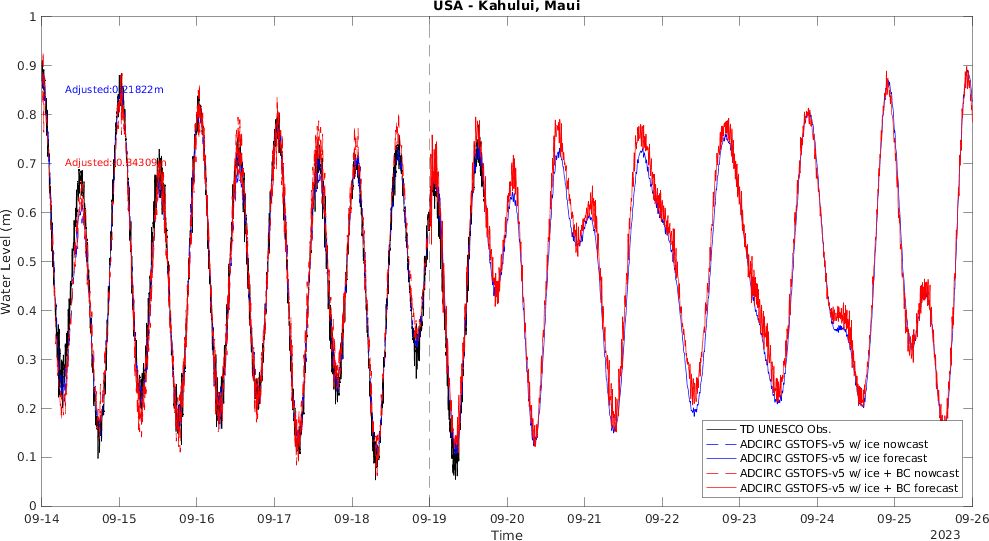 USA - Kahului, Maui
1
0.9
Adjusted:0.21822m
0.8
0.7
0.6
0.5
Water Level (m)
0.4
0.3
0.2
0.1
0
TD UNESCO Obs.
ADCIRC GSTOFS-v5 w/ ice nowcast
ADCIRC GSTOFS-v5 w/ ice forecast
ADCIRC GSTOFS-v5 w/ ice + BC nowcast
ADCIRC GSTOFS-v5 w/ ice + BC forecast
09-14 09-15 09-16 09-17 09-18 09-19 09-20 09-21 09-22 09-23 09-24 09-25 09-26
Time
2023